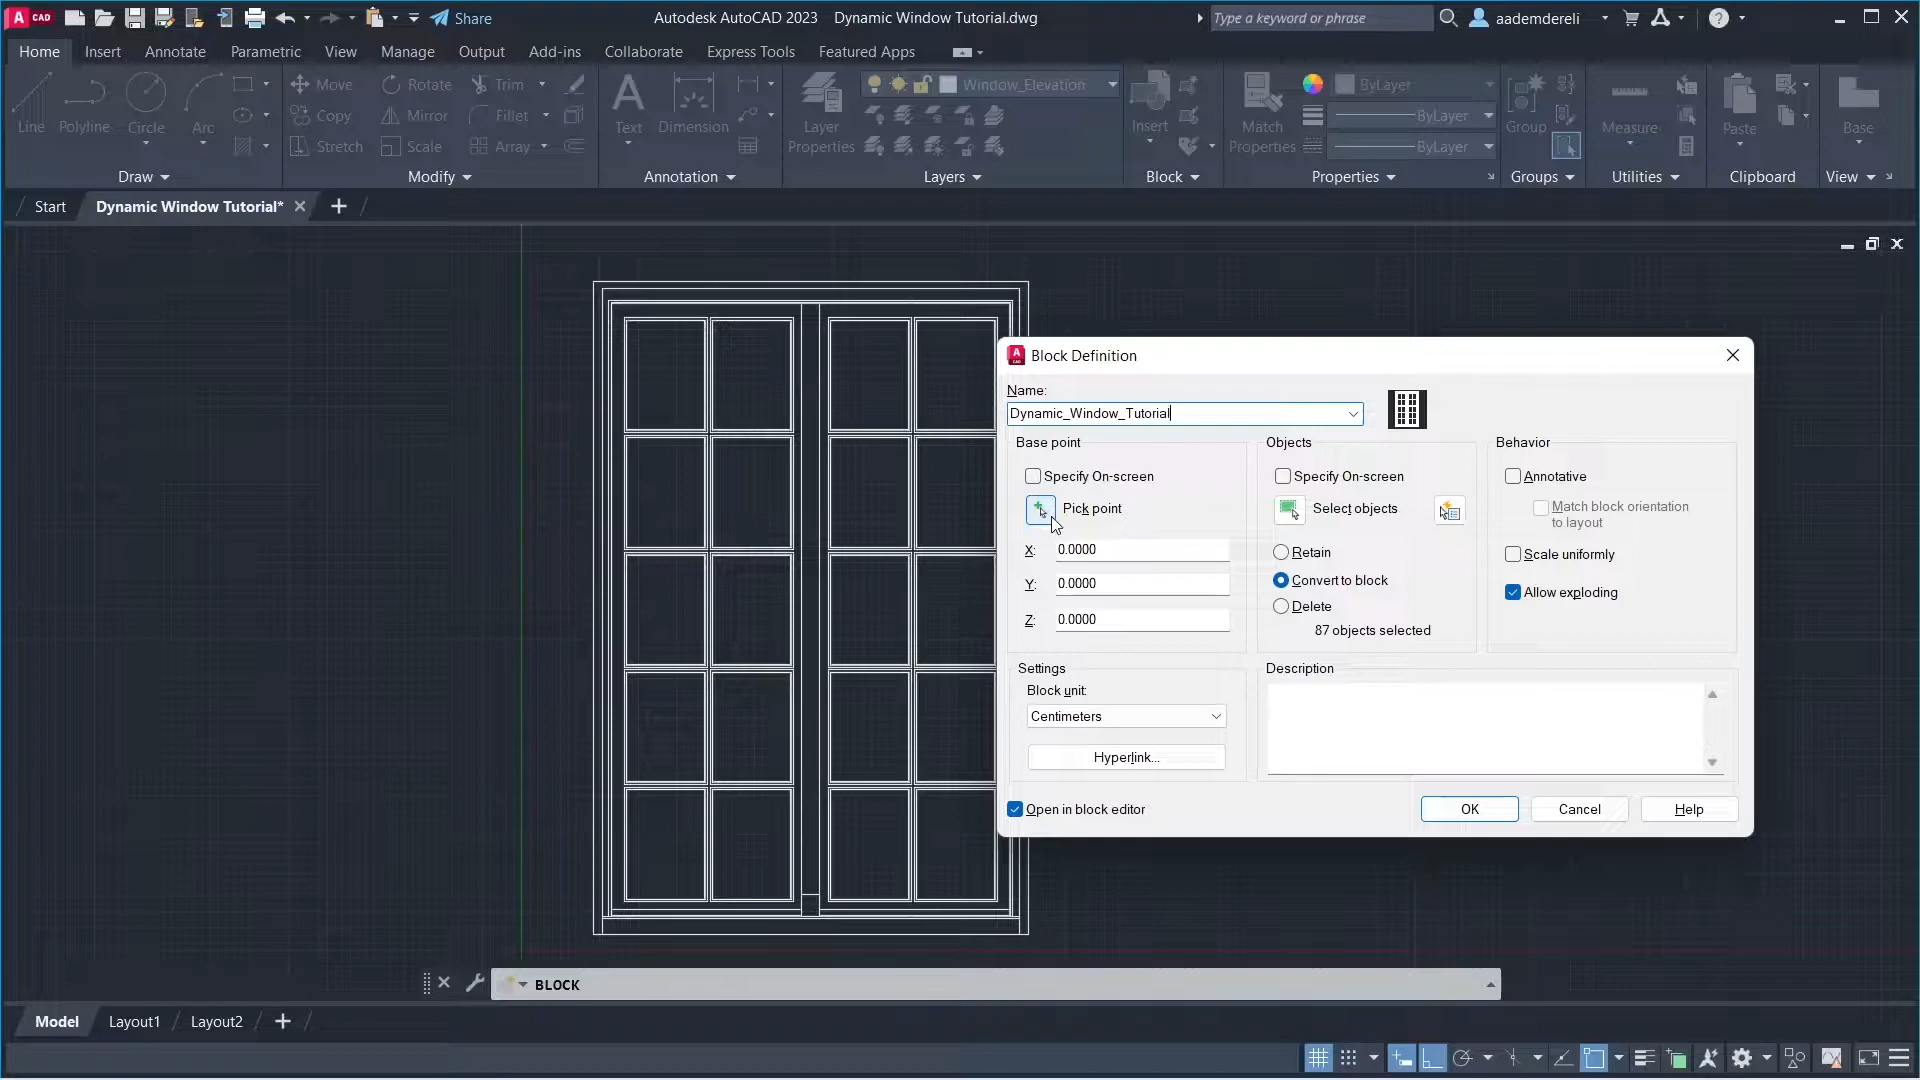 A CAD
Share
Autodesk AutoCAD 2023 Dynamic Window Tutorial.dwg
Type a keyword or phrase
aademdereli
Home Insert Annotate Parametric View Manage Output Add-ins Collaborate Express Tools Featured Apps
Line
Polyline
Circle
Arc
Move
Rotate
Trim
Copy
Mirror
Fillet
Stretch
Scale
Array
Text
Dimension
Layer
Properties
Window_Elevation
Insert
Match
Properties
ByLayer
ByLayer
ByLayer
Group
Measure
Paste
Base
Draw
Modify
Annotation
Layers
Block
Properties
Groups
Utilities
Clipboard
View
Start
Dynamic Window Tutorial*
Block Definition
Name:
Dynamic_Window_Tutorial
Base point
Specify On-screen
Pick point
X: 0.0000
Y: 0.0000
Z: 0.0000
Objects
Specify On-screen
Select objects
Retain
Convert to block
Delete
87 objects selected
Behavior
Annotative
Match block orientation
to layout
Scale uniformly
Allow exploding
Settings
Block unit:
Centimeters
Hyperlink...
Description
Open in block editor
OK
Cancel
Help
BLOCK
Model
Layout1
Layout2